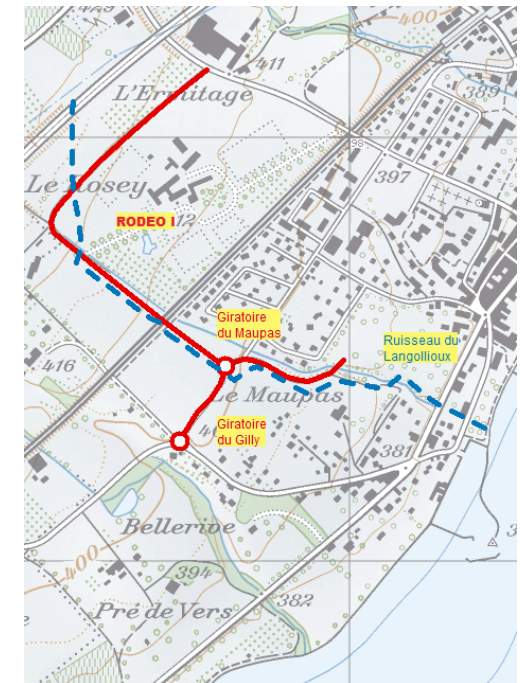 411
L'Ermitage
389
98
397
Le Rosey
RODEO I
12
Giratoire
du Maupas
Ruisseau du
Langollioux
416
Le Maupas
Giratoire
du Gilly
381
Bellerive
400
394
382
Pré de Vers